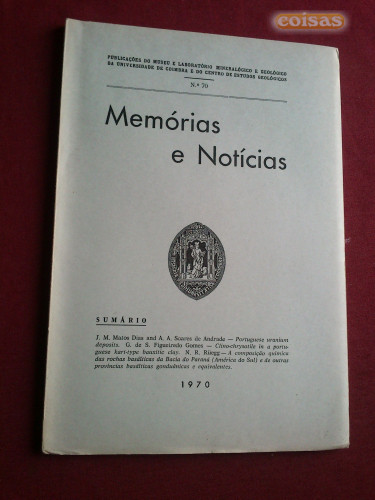 coisas
PUBLICAÇÕES DO MUSEU E LABORATÓRIO MINERALÓGICO E GEOLÓGICO
DA UNIVERSIDADE DE COIMBRA E DO CENTRO DE ESTUDOS GEOLÓGICOS
N.º 70
Memórias
e Notícias
SUMÁRIO
J. M. Matos Dias and A. A. Soares de Andrade — Portuguese uranium
deposits. G. de S. Figueiredo Gomes — Clino-chrysotile in a portu-
guese karst-type bauxitic clay. N. R. Rüegg — A composição química
das rochas basálticas da Bacia do Paraná (América do Sul) e de outras
províncias basálticas gondwânicas e equivalentes.
1970